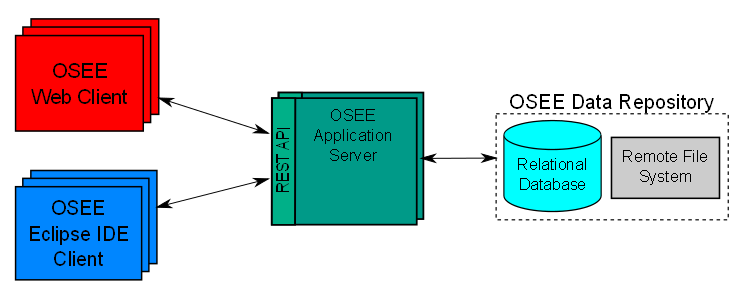 OSEE
Web Client
OSEE
Eclipse IDE
Client
REST API
OSEE
Application
Server
OSEE Data Repository
Relational
Database
Remote File
System